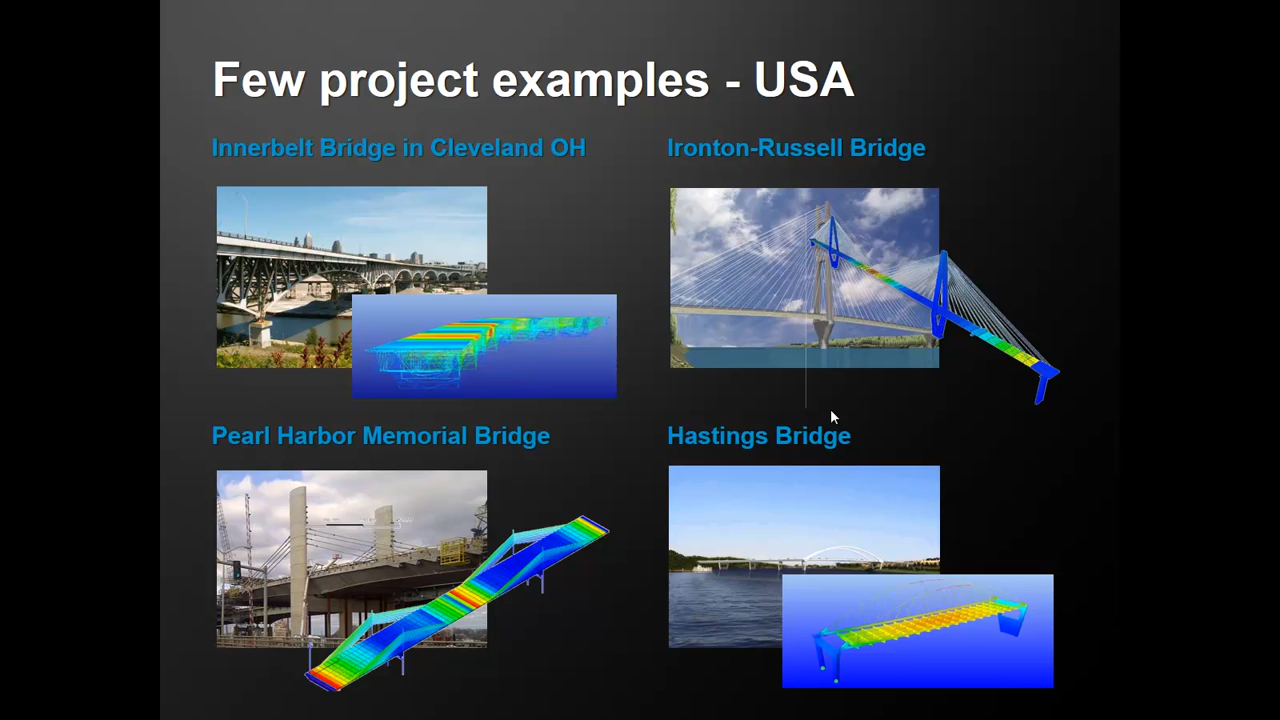 Few project examples - USA
Innerbelt Bridge in Cleveland OH
Ironton-Russell Bridge
Pearl Harbor Memorial Bridge
Hastings Bridge